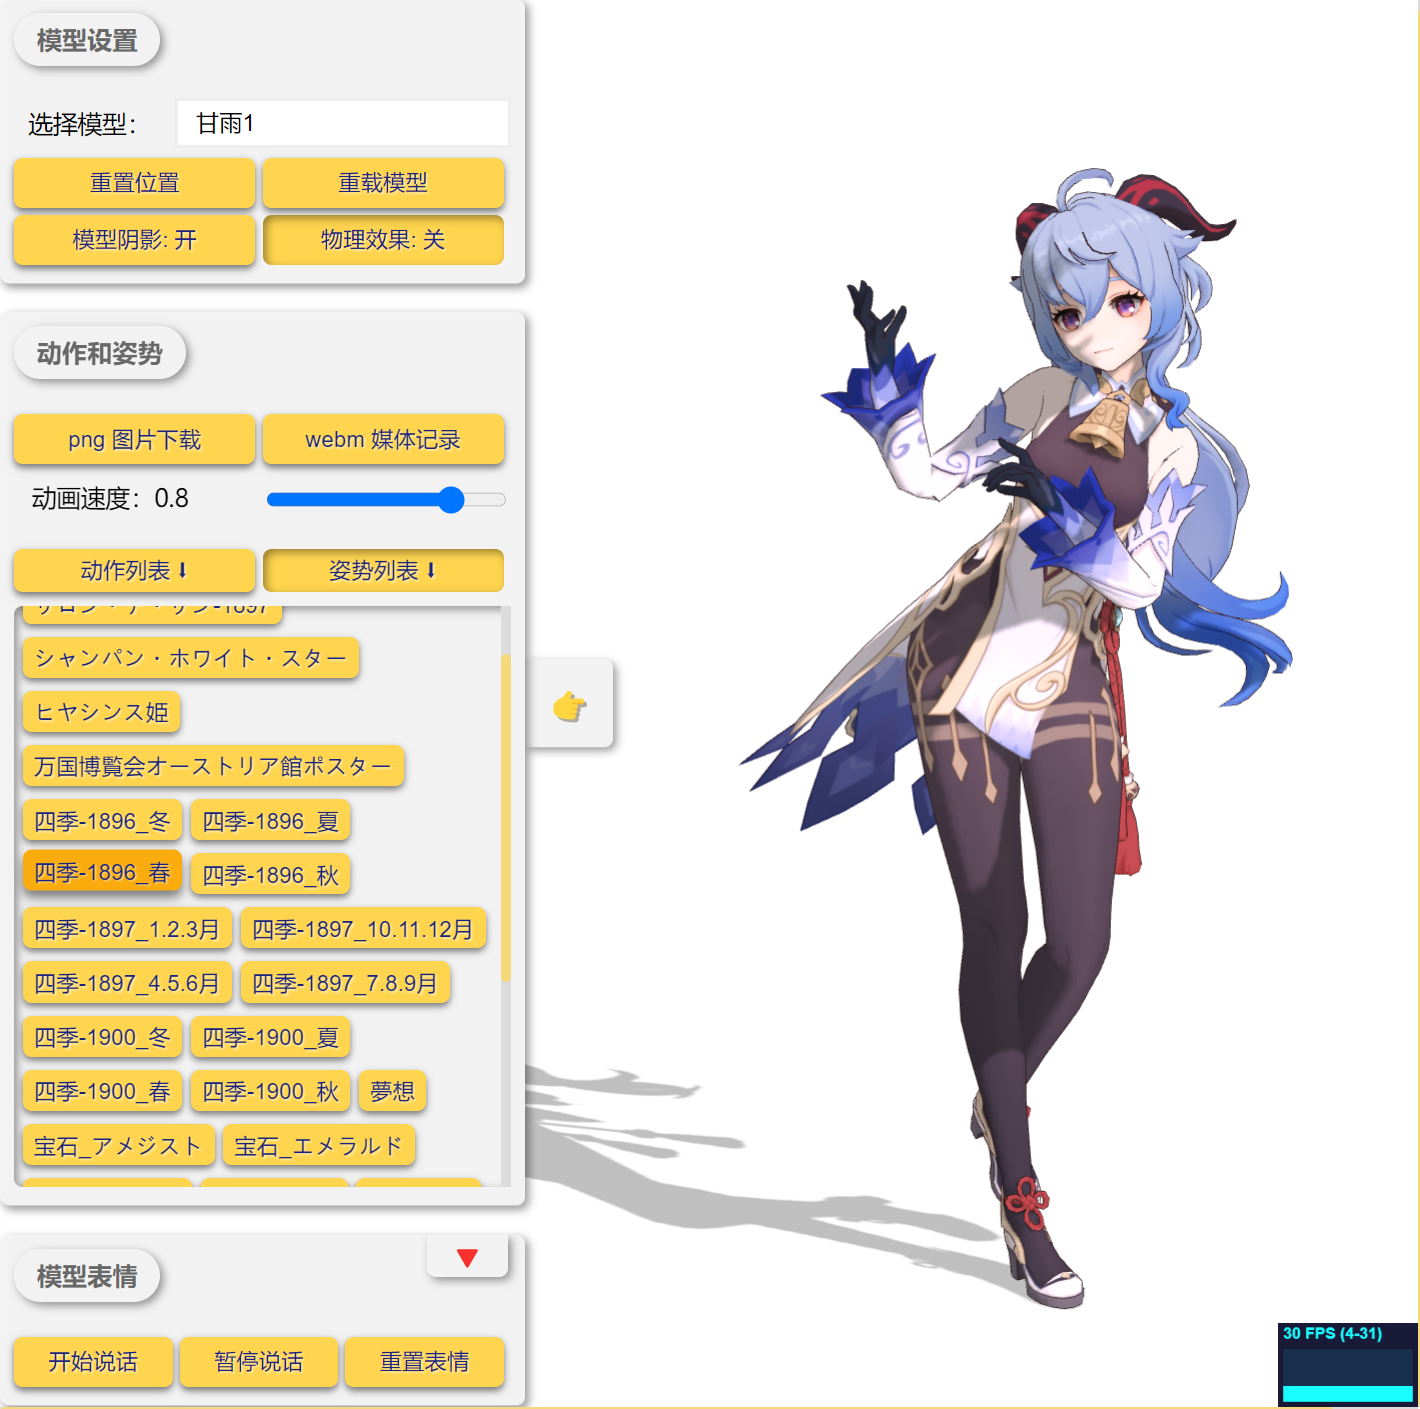 模型设置
选择模型： 甘雨1
重置位置 重载模型
模型阴影: 开 物理效果: 关
动作和姿势
png 图片下载 webm 媒体记录
动画速度：0.8
动作列表⬇ 姿势列表⬇
サロン・デ・サン-1897
シャンパン・ホワイト・スター
ヒヤシンス姫
万国博覧会オーストリア館ポスター
四季-1896_冬 四季-1896_夏
四季-1896_春 四季-1896_秋
四季-1897_1.2.3月 四季-1897_10.11.12月
四季-1897_4.5.6月 四季-1897_7.8.9月
四季-1900_冬 四季-1900_夏
四季-1900_春 四季-1900_秋 夢想
宝石_アメジスト 宝石_エメラルド
模型表情
开始说话 暂停说话 重置表情
30 FPS (4-31)